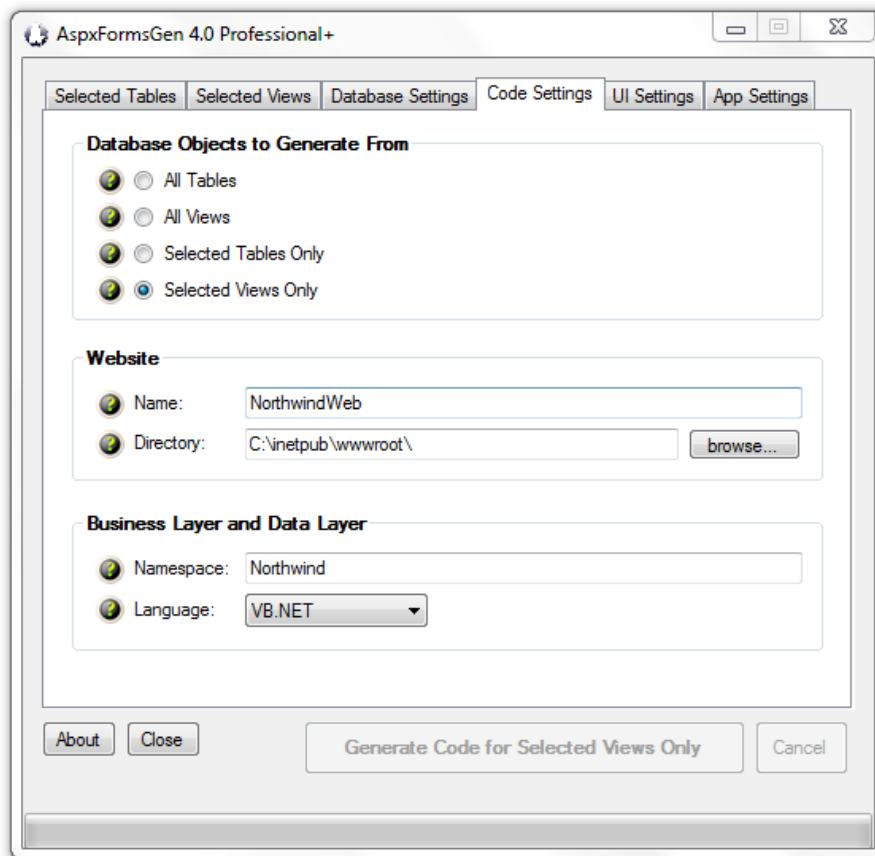 AspxFormsGen 4.0 Professional+
Selected Tables Selected Views Database Settings Code Settings UI Settings App Settings
Database Objects to Generate From
? All Tables
? All Views
? Selected Tables Only
? Selected Views Only
Website
? Name: NorthwindWeb
? Directory: C:\inetpub\wwwroot\ browse...
Business Layer and Data Layer
? Namespace: Northwind
? Language: VB.NET
About Close Generate Code for Selected Views Only Cancel